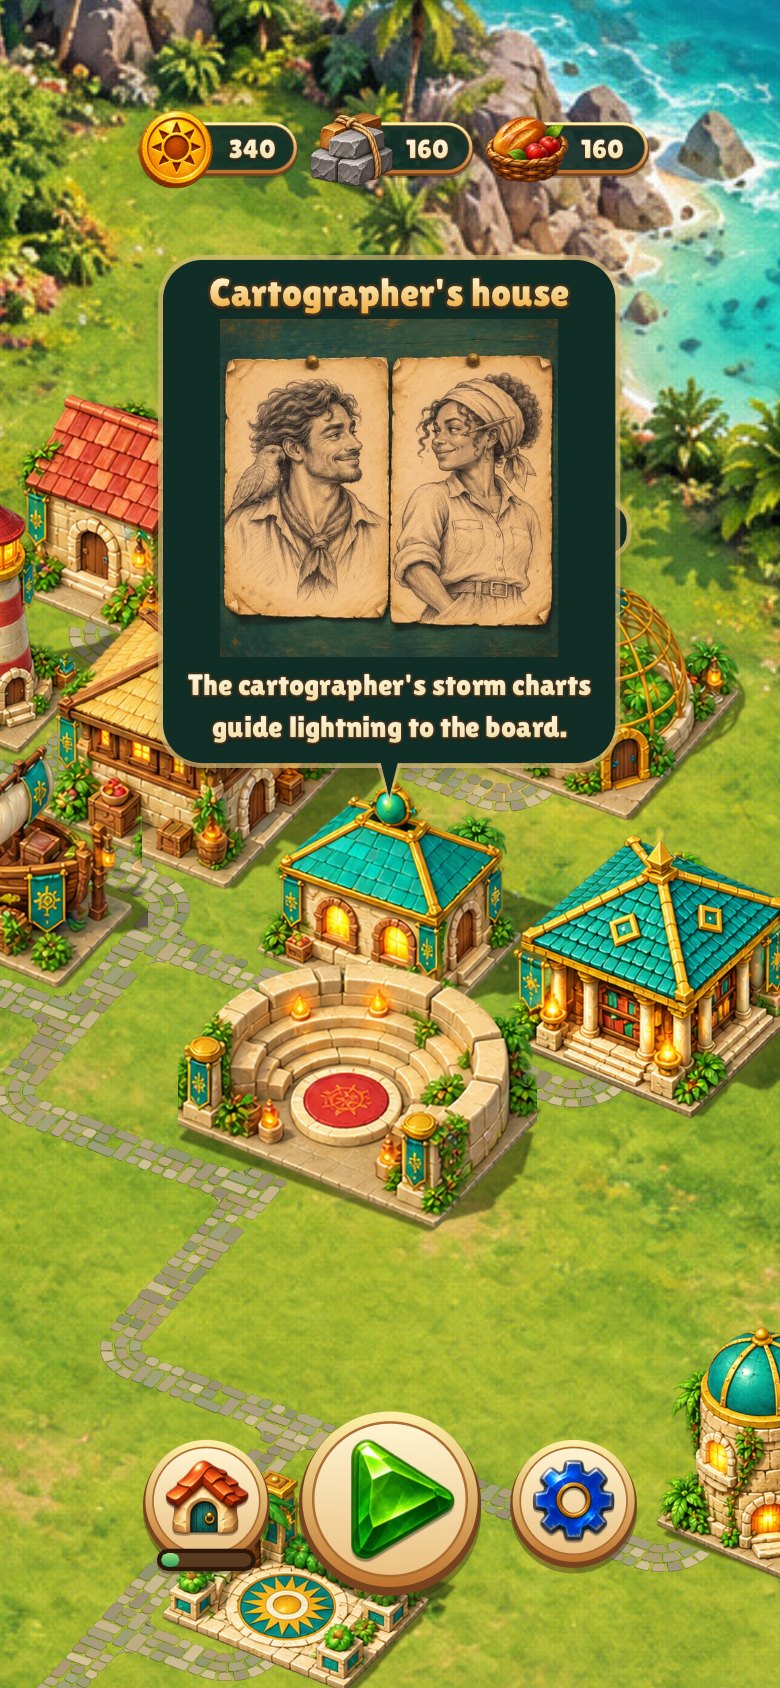 340
160
160
Cartographer's house
The cartographer's storm charts
guide lightning to the board.